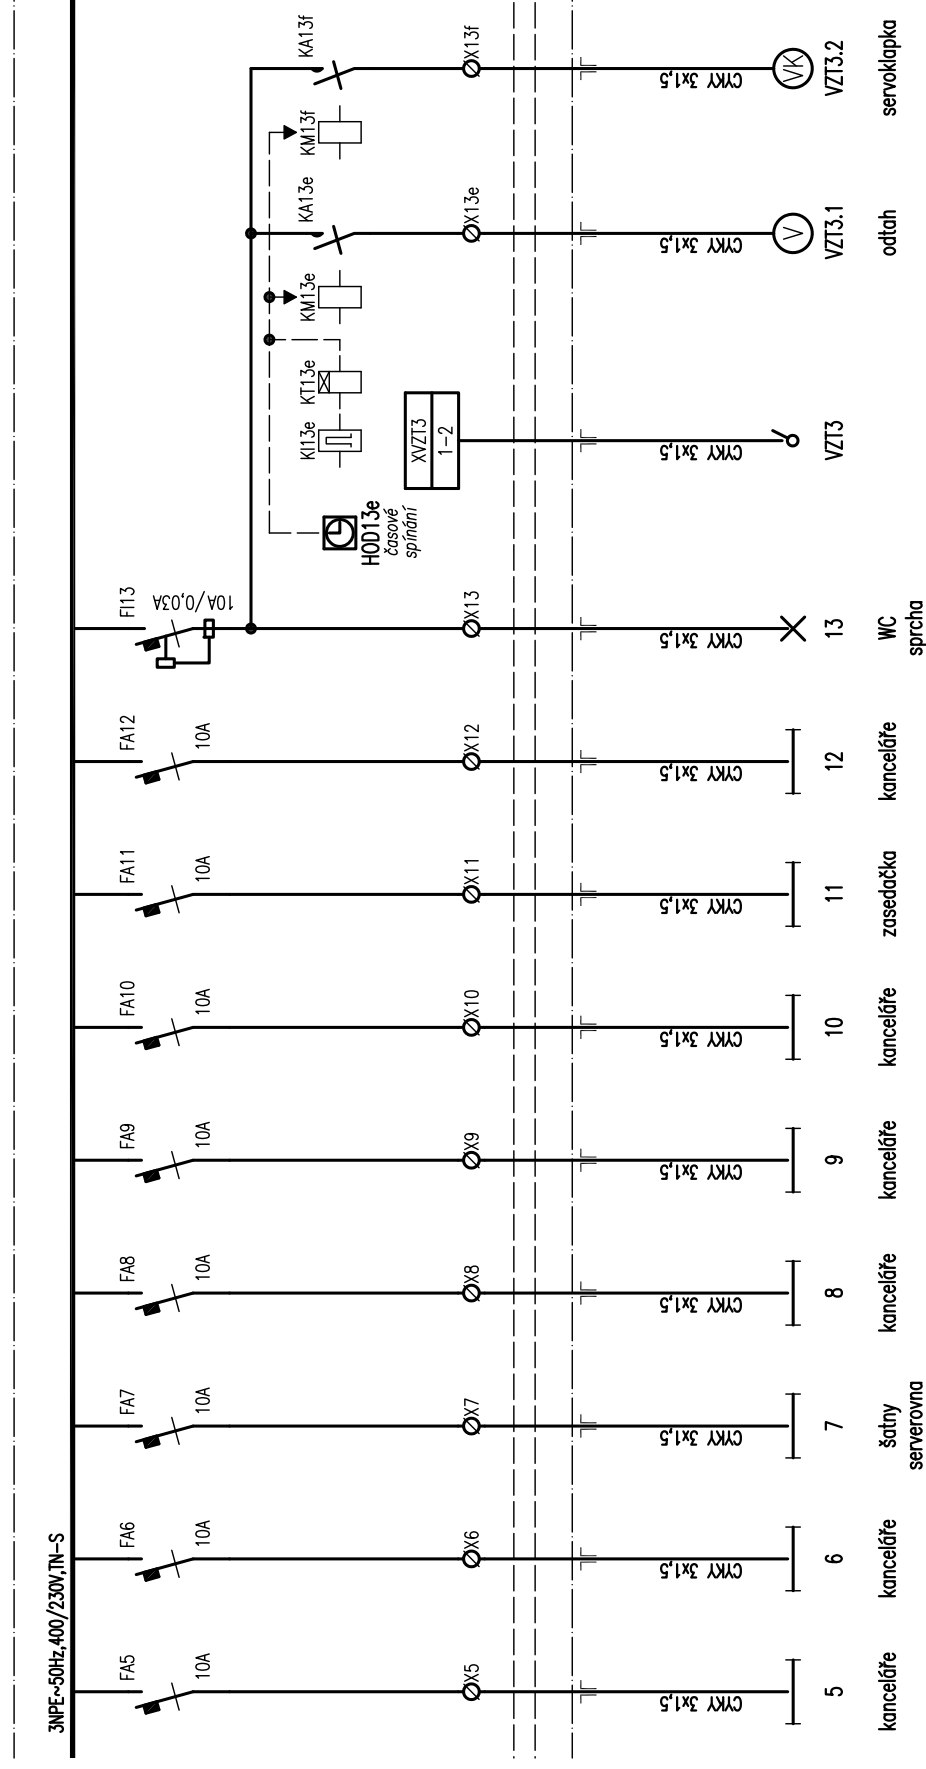 3NPE~50Hz,400/230V,TN-S
FA5
10A
X5
CYKY 3x1,5
5
kanceláře
FA6
10A
X6
CYKY 3x1,5
6
kanceláře
FA7
10A
X7
CYKY 3x1,5
7
šatny
serverovna
FA8
10A
X8
CYKY 3x1,5
8
kanceláře
FA9
10A
X9
CYKY 3x1,5
9
kanceláře
FA10
10A
X10
CYKY 3x1,5
10
kanceláře
FA11
10A
X11
CYKY 3x1,5
11
zasedačka
FA12
10A
X12
CYKY 3x1,5
12
kanceláře
FI13
10A/0,03A
X13
CYKY 3x1,5
13
WC
sprcha
HOD13e
časové
spínání
KI13e
KT13e
XVZT3
1-2
CYKY 3x1,5
VZT3
KM13e
KA13e
X13e
CYKY 3x1,5
V
VZT3.1
odtah
KM13f
KA13f
X13f
CYKY 3x1,5
VK
VZT3.2
servoklapka